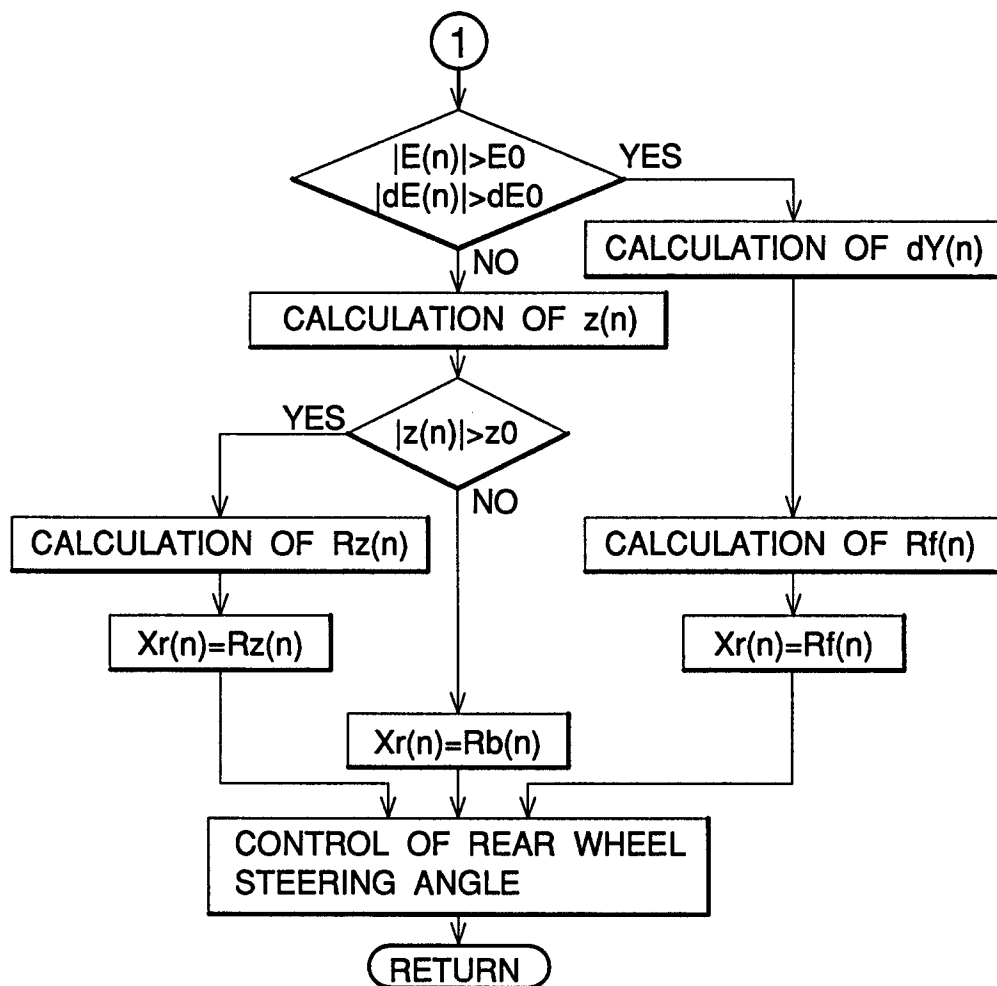 1
|E(n)|>E0
|dE(n)|>dE0
YES
NO
CALCULATION OF dY(n)
CALCULATION OF z(n)
YES
|z(n)|>z0
NO
CALCULATION OF Rz(n)
CALCULATION OF Rf(n)
Xr(n)=Rz(n)
Xr(n)=Rf(n)
Xr(n)=Rb(n)
CONTROL OF REAR WHEEL
STEERING ANGLE
RETURN